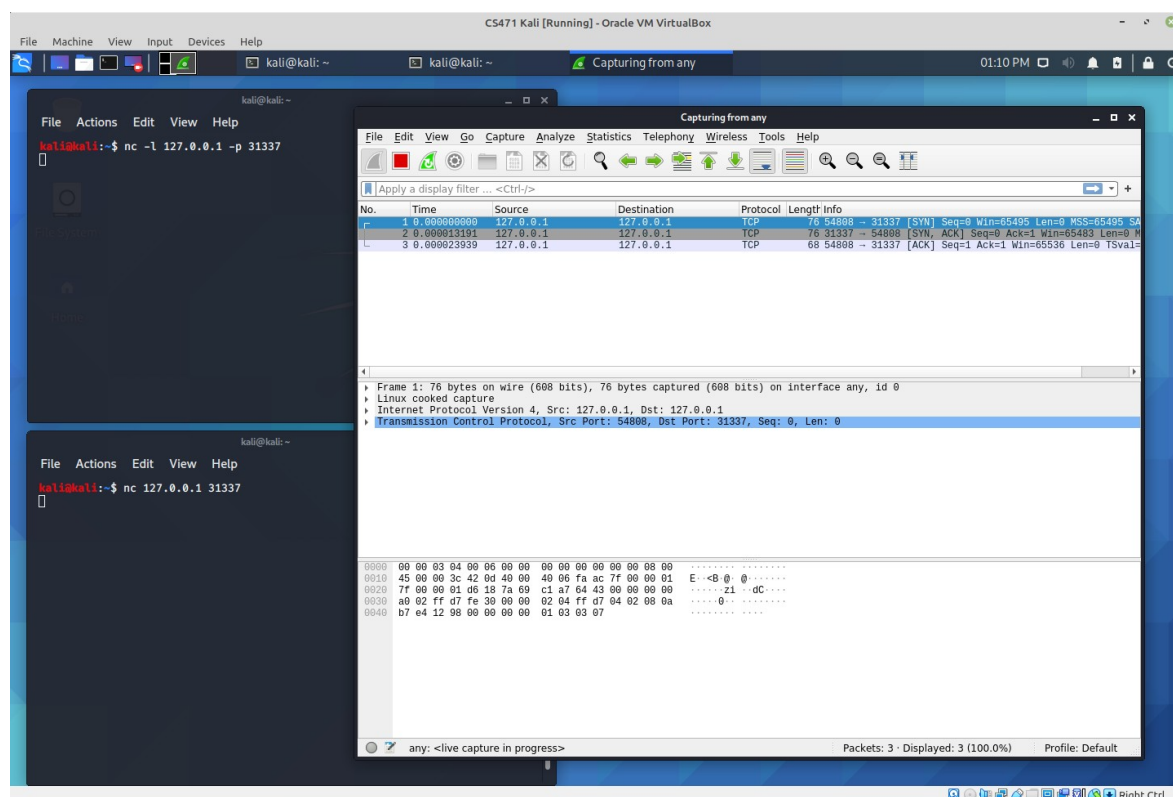 CS471 Kali [Running] - Oracle VM VirtualBox
File Machine View Input Devices Help
kali@kali: ~
kali@kali: ~
Capturing from any
01:10 PM
kali@kali: ~
File Actions Edit View Help
kali@kali:~$ nc -l 127.0.0.1 -p 31337
kali@kali: ~
File Actions Edit View Help
kali@kali:~$ nc 127.0.0.1 31337
Capturing from any
File Edit View Go Capture Analyze Statistics Telephony Wireless Tools Help
Apply a display filter ... <Ctrl-/>
No. Time Source Destination Protocol Length Info
1 0.000000000 127.0.0.1 127.0.0.1 TCP 76 54808 → 31337 [SYN] Seq=0 Win=65495 Len=0 MSS=65495 SA
2 0.000013191 127.0.0.1 127.0.0.1 TCP 76 31337 → 54808 [SYN, ACK] Seq=0 Ack=1 Win=65483 Len=0 M
3 0.000023939 127.0.0.1 127.0.0.1 TCP 68 54808 → 31337 [ACK] Seq=1 Ack=1 Win=65536 Len=0 TSval=
Frame 1: 76 bytes on wire (608 bits), 76 bytes captured (608 bits) on interface any, id 0
Linux cooked capture
Internet Protocol Version 4, Src: 127.0.0.1, Dst: 127.0.0.1
Transmission Control Protocol, Src Port: 54808, Dst Port: 31337, Seq: 0, Len: 0
0000 00 00 03 04 00 06 00 00 00 00 00 00 00 00 08 00 ········ ········
0010 45 00 00 3c 42 0d 40 00 40 06 fa ac 7f 00 00 01 E··<B·@· @·······
0020 7f 00 00 01 d6 18 7a 69 c1 a7 64 43 00 00 00 00 ······zi ··dC····
0030 a0 02 ff d7 fe 30 00 00 02 04 ff d7 04 02 08 0a ·····0·· ········
0040 b7 e4 12 98 00 00 00 00 01 03 03 07 ········ ····
any: <live capture in progress>
Packets: 3 · Displayed: 3 (100.0%)
Profile: Default
Right Ctrl